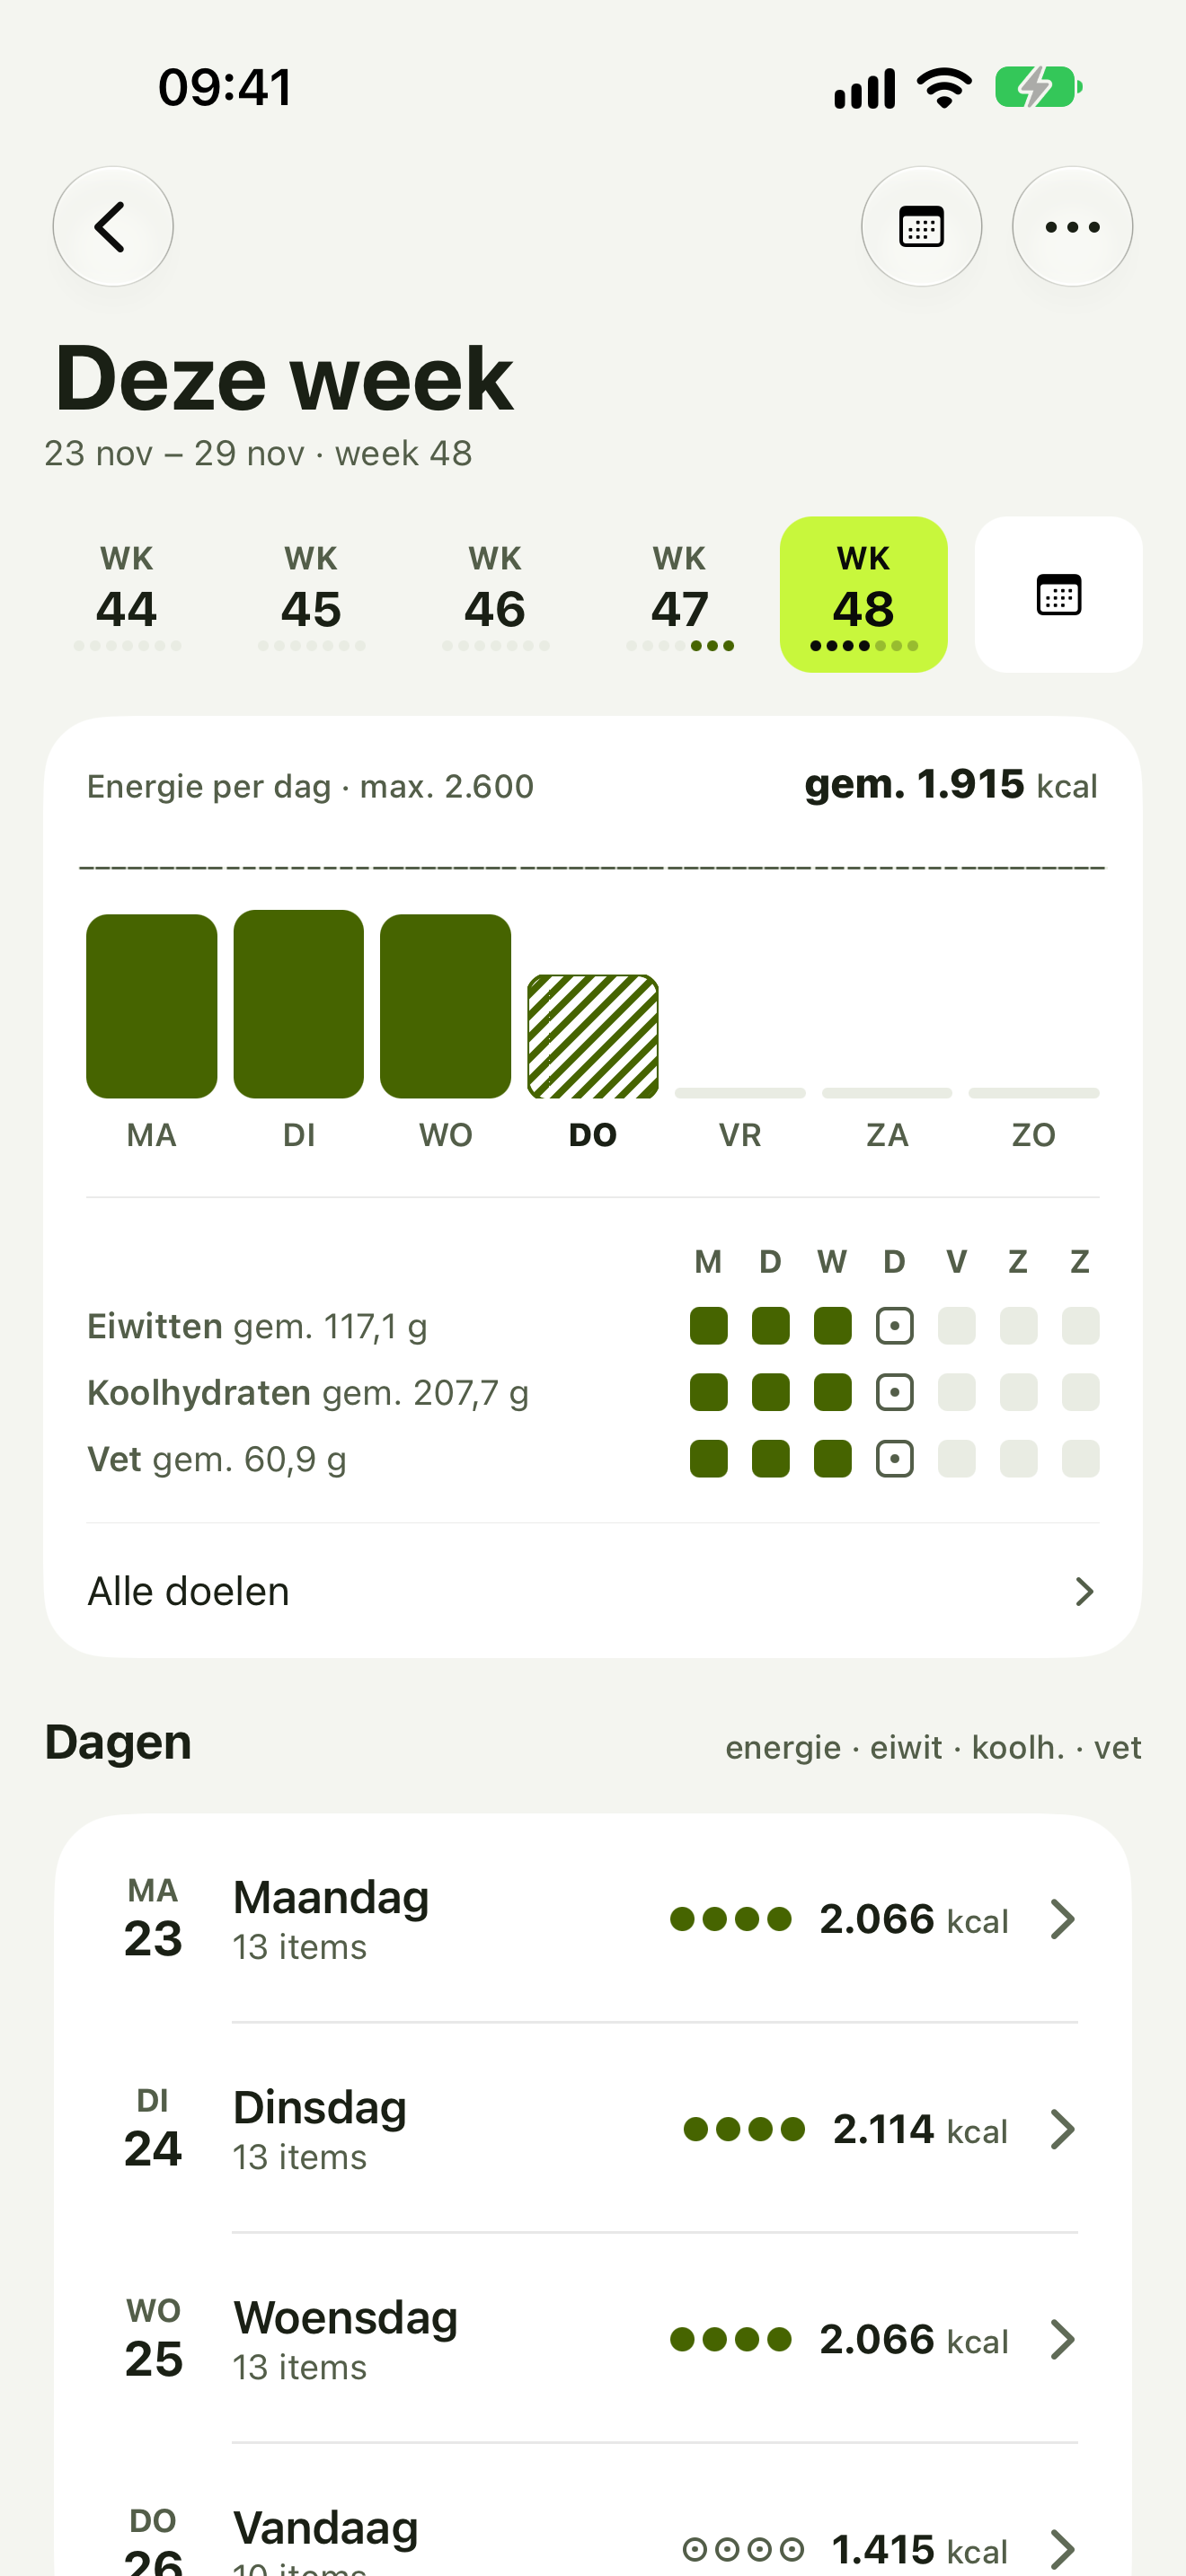 09:41
Deze week
23 nov – 29 nov · week 48
WK 44
WK 45
WK 46
WK 47
WK 48
Energie per dag · max. 2.600
gem. 1.915 kcal
MA DI WO DO VR ZA ZO
M D W D V Z Z
Eiwitten gem. 117,1 g
Koolhydraten gem. 207,7 g
Vet gem. 60,9 g
Alle doelen
Dagen
energie · eiwit · koolh. · vet
MA 23
Maandag
13 items
2.066 kcal
DI 24
Dinsdag
13 items
2.114 kcal
WO 25
Woensdag
13 items
2.066 kcal
DO 26
Vandaag
10 items
1.415 kcal